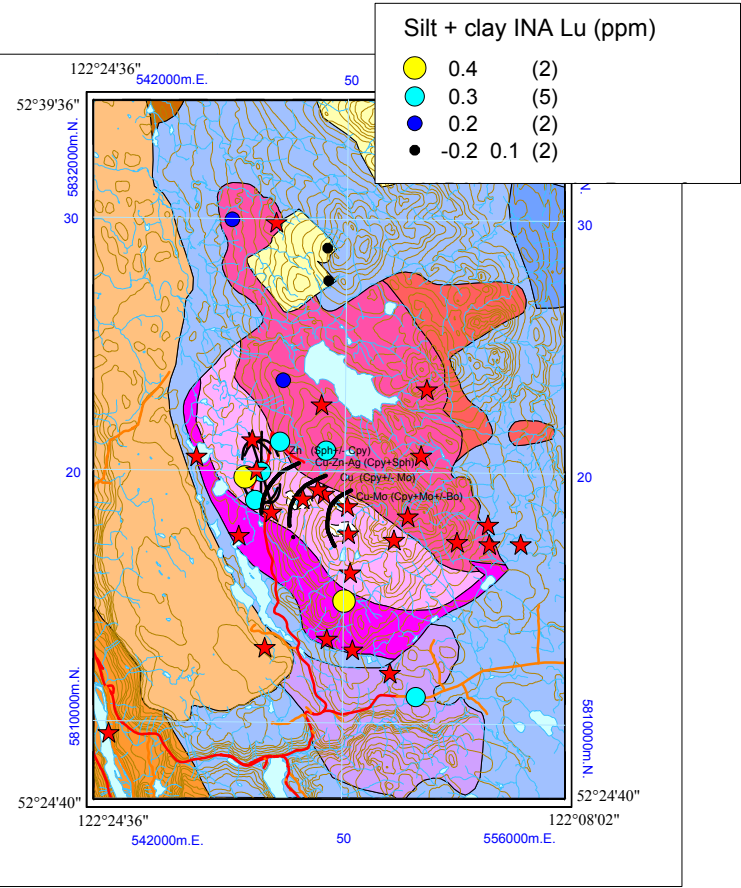 Silt + clay INA Lu (ppm)
0.4 (2)
0.3 (5)
0.2 (2)
-0.2 0.1 (2)
122°24'36"
542000m.E.
50
52°39'36"
5832000m.N.
N.
30
30
Zn (Sph+/- Cpy)
Cu-Zn-Ag (Cpy+Sph)
20
20
Cu (Cpy+/- Mo)
Cu-Mo (Cpy+Mo+/-Bo)
5810000m.N.
5810000m.N.
52°24'40"
52°24'40"
122°24'36"
122°08'02"
542000m.E.
50
556000m.E.